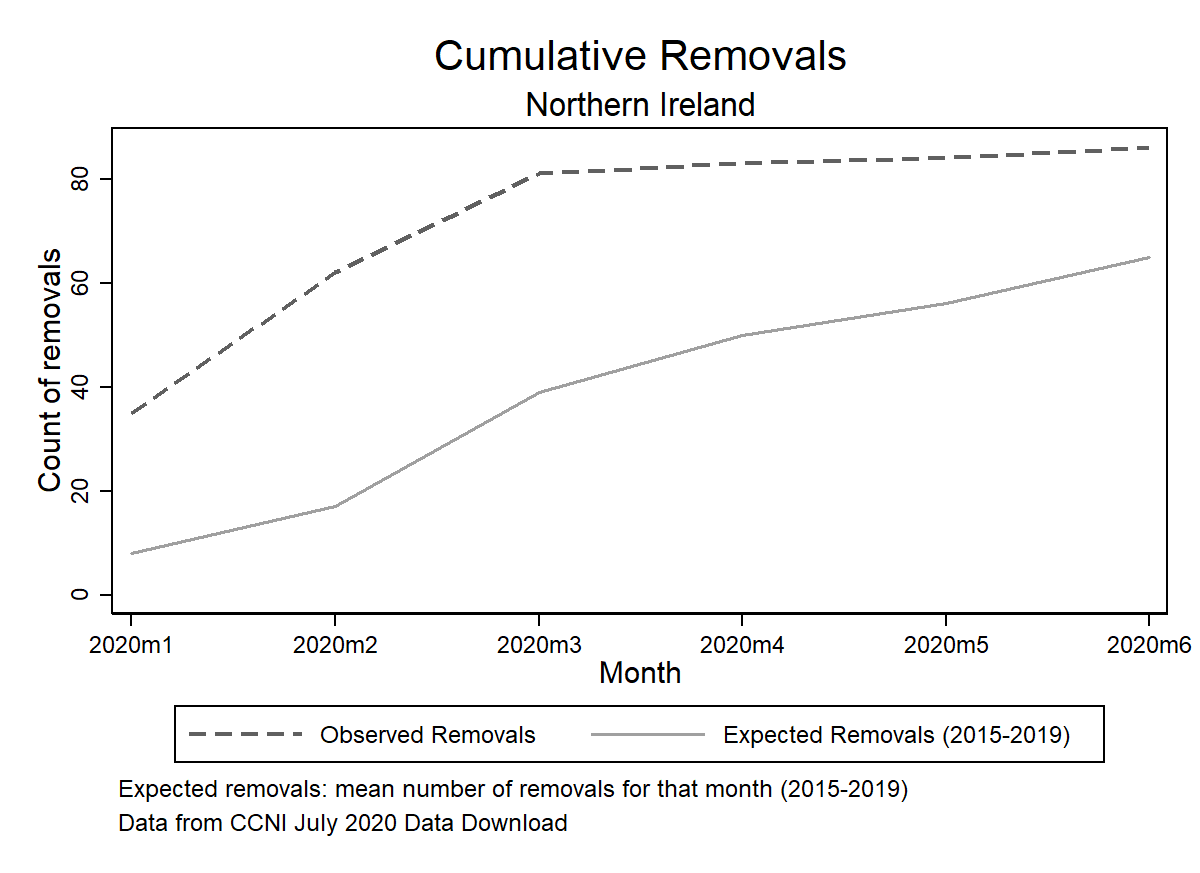 Cumulative Removals
Northern Ireland
Count of removals
80
60
40
20
0
2020m1 2020m2 2020m3 2020m4 2020m5 2020m6
Month
Observed Removals Expected Removals (2015-2019)
Expected removals: mean number of removals for that month (2015-2019)
Data from CCNI July 2020 Data Download